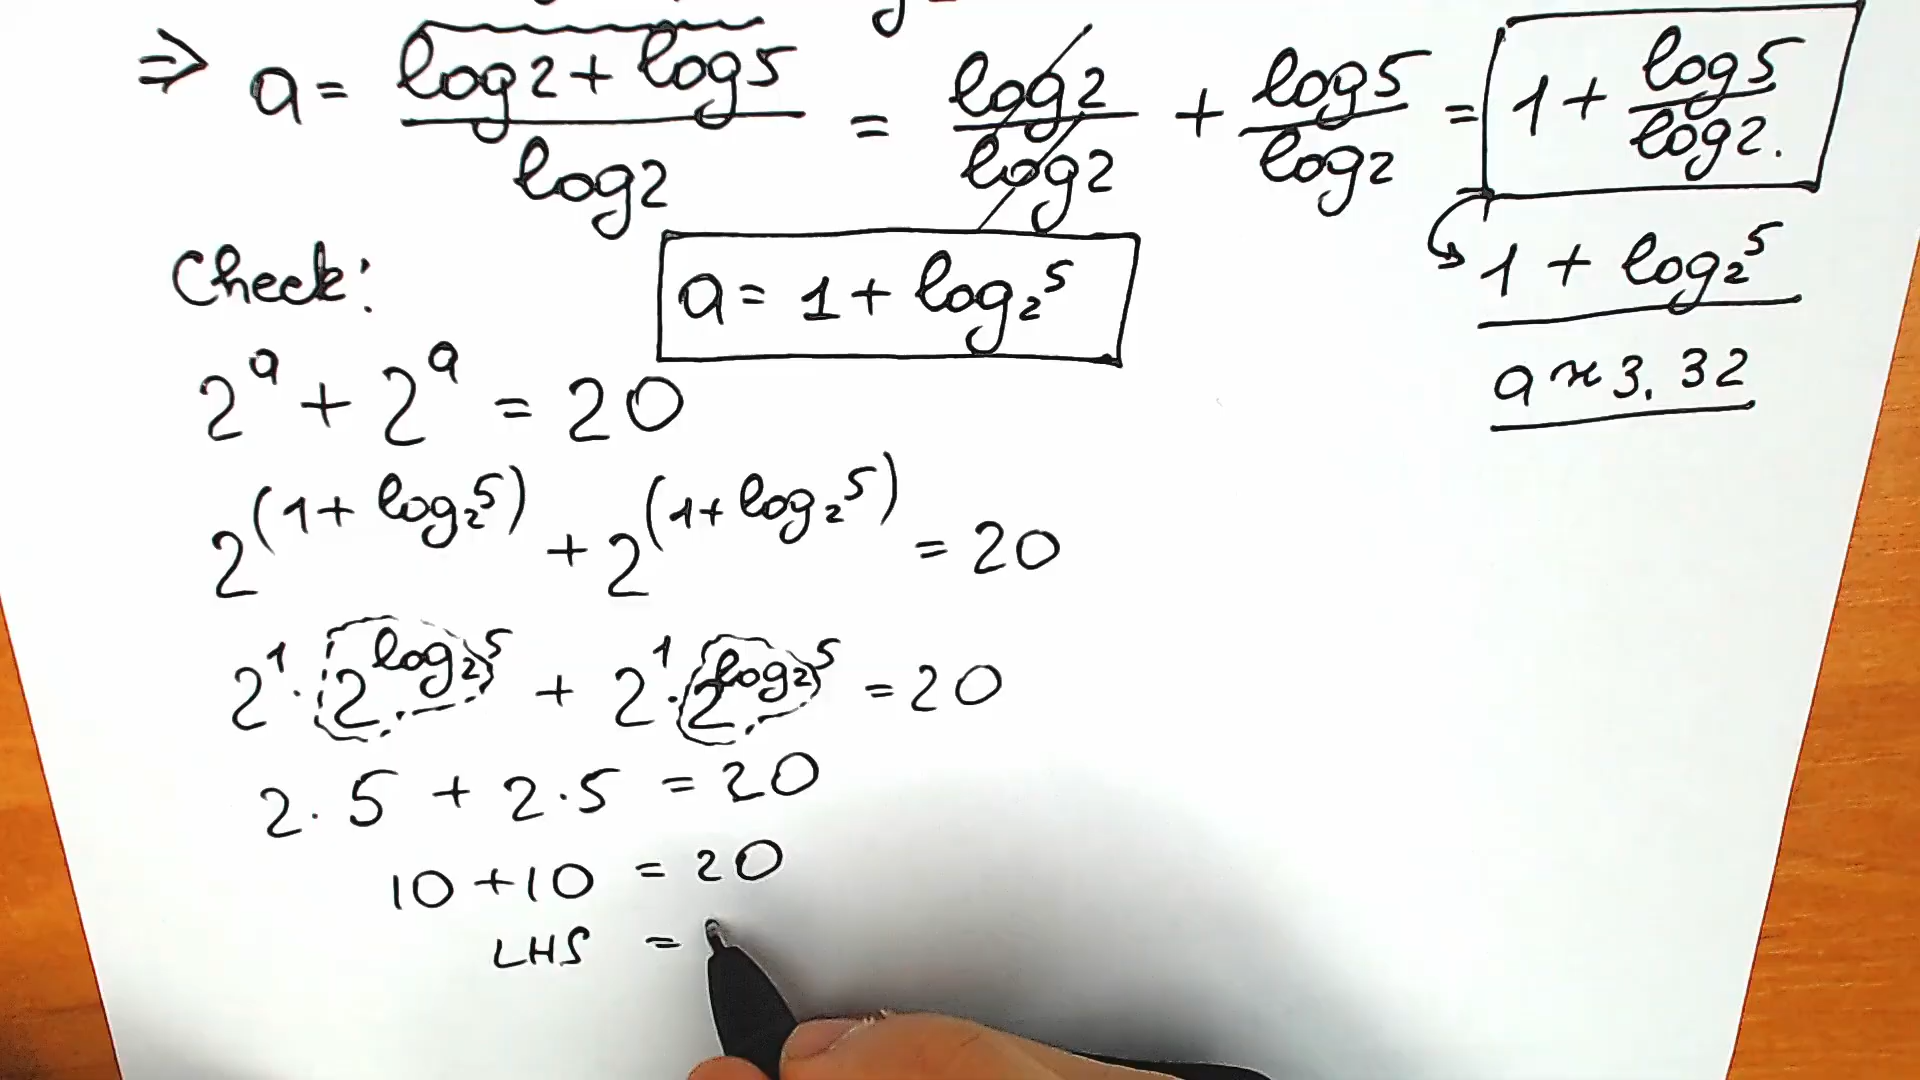 ⇒ a = (log2 + log5)/log2 = log2/log2 + log5/log2 = 1 + log5/log2.
1 + log₂5
a ≈ 3.32
Check:
a = 1 + log₂5
2^a + 2^a = 20
2^(1+ log₂5) + 2^(1+ log₂5) = 20
2^1 · 2^log₂5 + 2^1 · 2^log₂5 = 20
2 · 5 + 2 · 5 = 20
10 + 10 = 20
LHS =